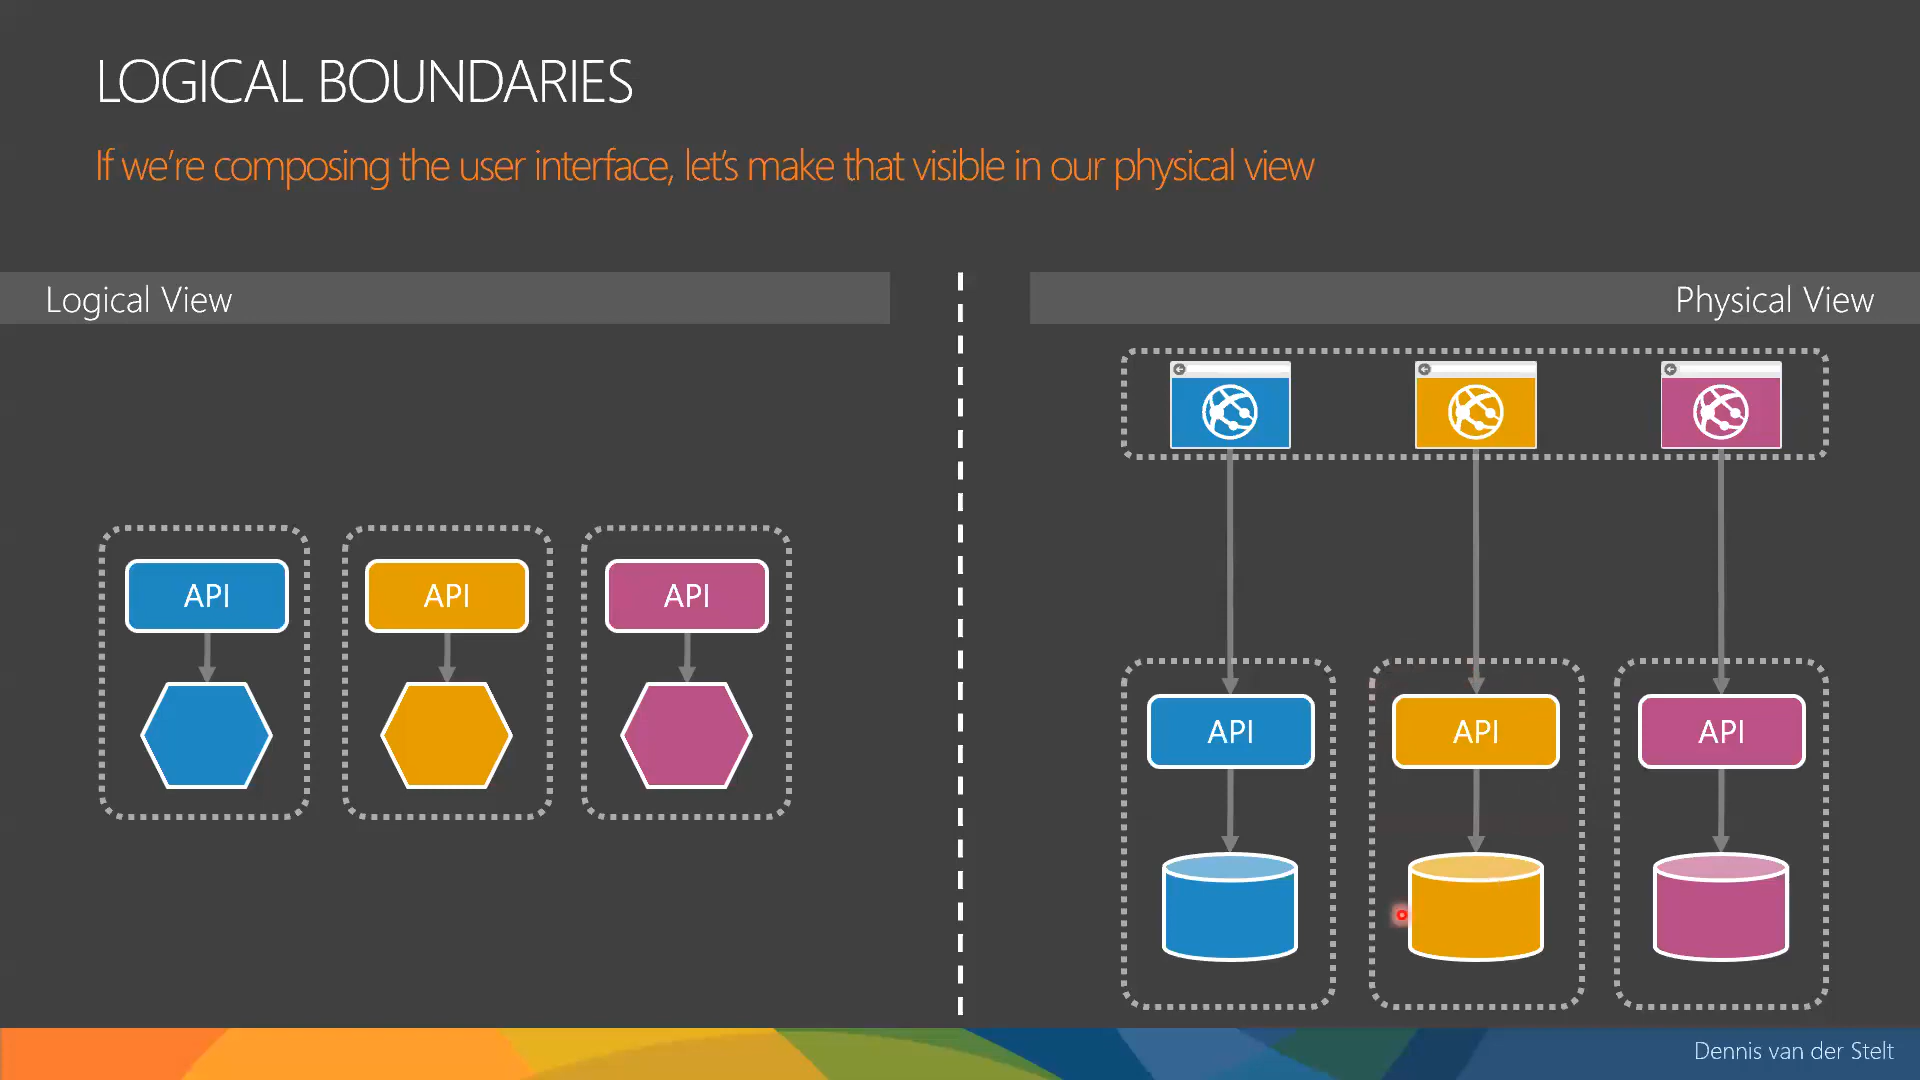 LOGICAL BOUNDARIES
If we're composing the user interface, let's make that visible in our physical view
Logical View
Physical View
API
API
API
API
API
API
Dennis van der Stelt